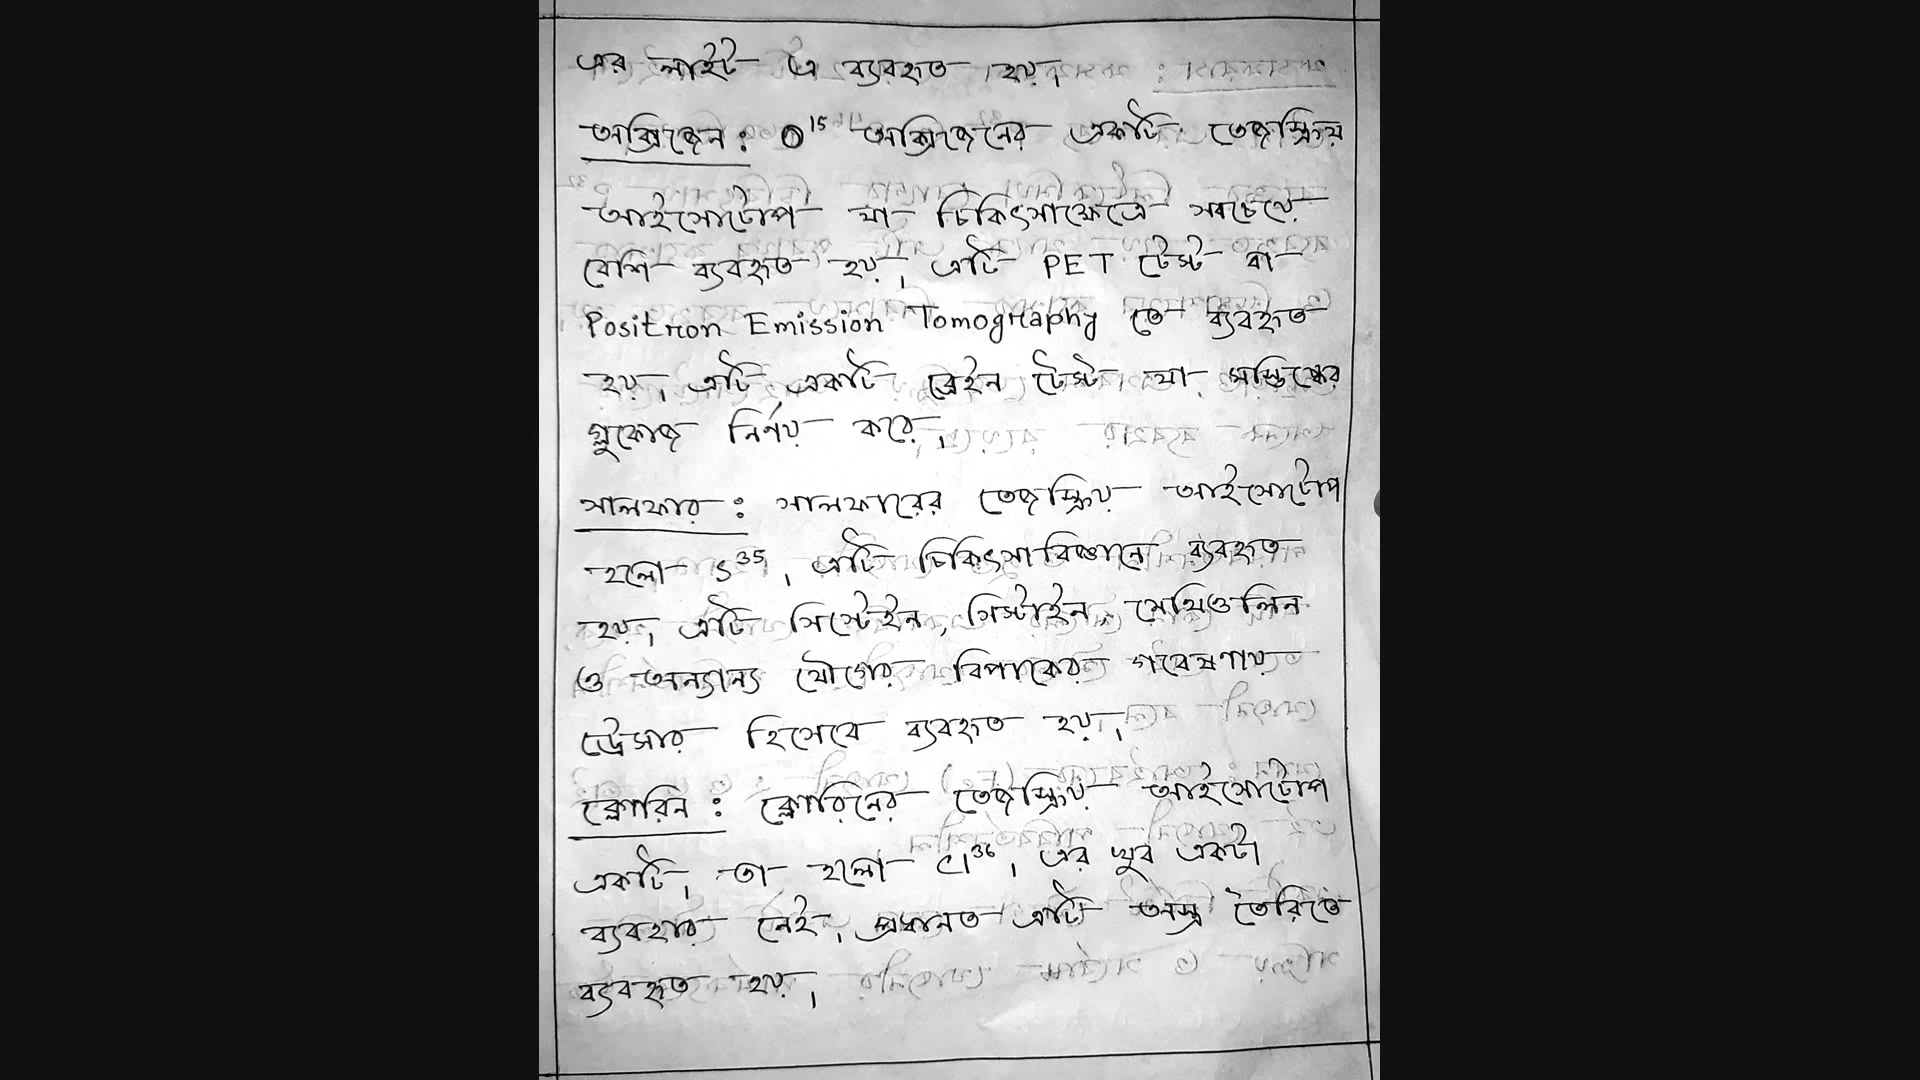 এর লাইট এ ব্যবহৃত হয়।
অক্সিজেন : O¹⁵ অক্সিজেনের একটি তেজস্ক্রিয়
আইসোটোপ যা চিকিৎসাক্ষেত্রে সবচেয়ে
বেশি ব্যবহৃত হয়। এটি PET টেস্ট বা
Positron Emission Tomography তে ব্যবহৃত
হয়। এটি একটি ব্রেইন টেস্ট যা মস্তিষ্কের
গ্লুকোজ নির্ণয় করে।
সালফার : সালফারের তেজস্ক্রিয় আইসোটোপ
হলো S³⁵। এটি চিকিৎসাবিজ্ঞানে ব্যবহৃত
হয়। এটি সিস্টেইন, সিস্টাইন, মেথিওলিন
ও অন্যান্য যৌগের বিপাকের গবেষণায়
ট্রেসার হিসেবে ব্যবহৃত হয়।
ক্লোরিন : ক্লোরিনের তেজস্ক্রিয় আইসোটোপ
একটি। তা হলো Cl³⁶। এর খুব একটা
ব্যবহার নেই। প্রধানত এটি অস্ত্র তৈরিতে
ব্যবহৃত হয়।